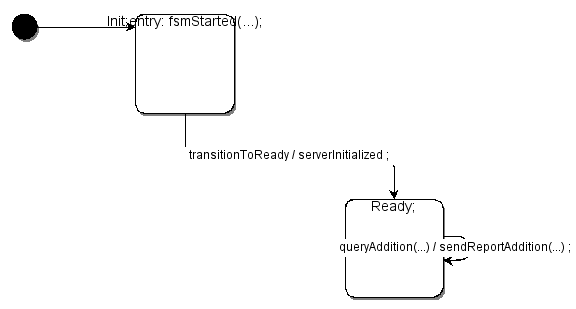 Init;entry: fsmStarted(...);
transitionToReady / serverInitialized ;
Ready;
queryAddition(...) / sendReportAddition(...) ;